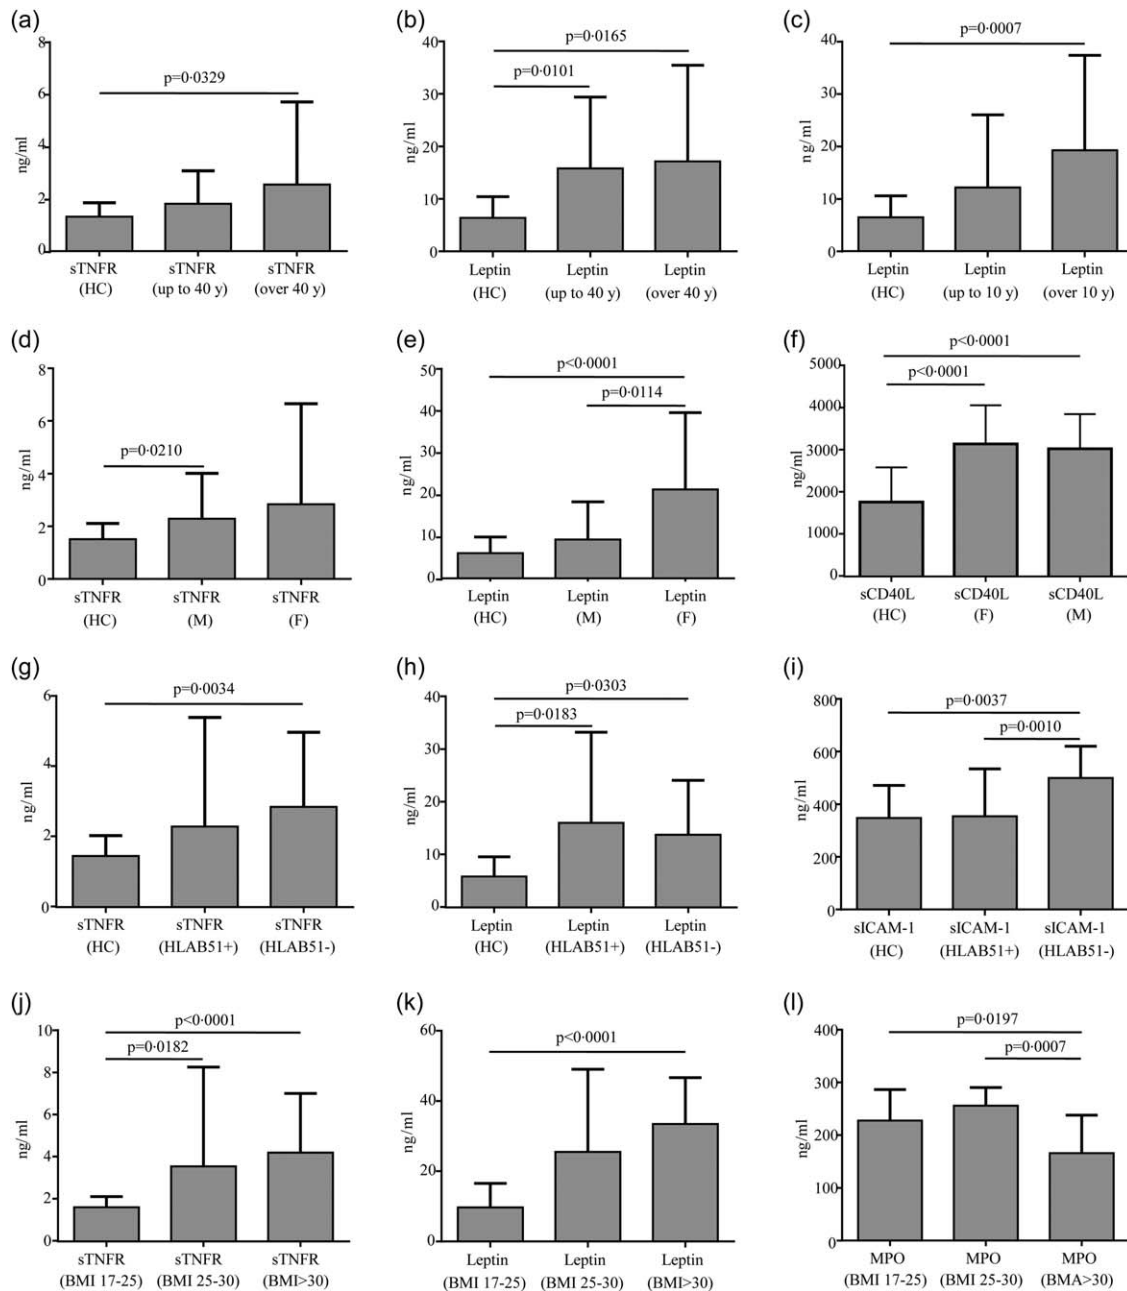 (a)
8
6
4
2
0
ng/ml
p=0·0329
sTNFR sTNFR sTNFR
(HC) (up to 40 y) (over 40 y)
(b)
40
30
20
10
0
ng/ml
p=0·0165
p=0·0101
Leptin Leptin Leptin
(HC) (up to 40 y) (over 40 y)
(c)
40
30
20
10
0
ng/ml
p=0·0007
Leptin Leptin Leptin
(HC) (up to 10 y) (over 10 y)
(d)
8
6
4
2
0
ng/ml
p=0·0210
sTNFR sTNFR sTNFR
(HC) (M) (F)
(e)
50
40
30
20
10
0
ng/ml
p<0·0001
p=0·0114
Leptin Leptin Leptin
(HC) (M) (F)
(f)
5000
4000
3000
2000
1000
0
ng/ml
p<0·0001
p<0·0001
sCD40L sCD40L sCD40L
(HC) (F) (M)
(g)
6
4
2
0
ng/ml
p=0·0034
sTNFR sTNFR sTNFR
(HC) (HLAB51+) (HLAB51-)
(h)
40
30
20
10
0
ng/ml
p=0·0303
p=0·0183
Leptin Leptin Leptin
(HC) (HLAB51+) (HLAB51-)
(i)
800
600
400
200
0
ng/ml
p=0·0037
p=0·0010
sICAM-1 sICAM-1 sICAM-1
(HC) (HLAB51+) (HLAB51-)
(j)
10
8
6
4
2
0
ng/ml
p<0·0001
p=0·0182
sTNFR sTNFR sTNFR
(BMI 17-25) (BMI 25-30) (BMI>30)
(k)
60
40
20
0
ng/ml
p<0·0001
Leptin Leptin Leptin
(BMI 17-25) (BMI 25-30) (BMI>30)
(l)
400
300
200
100
0
ng/ml
p=0·0197
p=0·0007
MPO MPO MPO
(BMI 17-25) (BMI 25-30) (BMA>30)